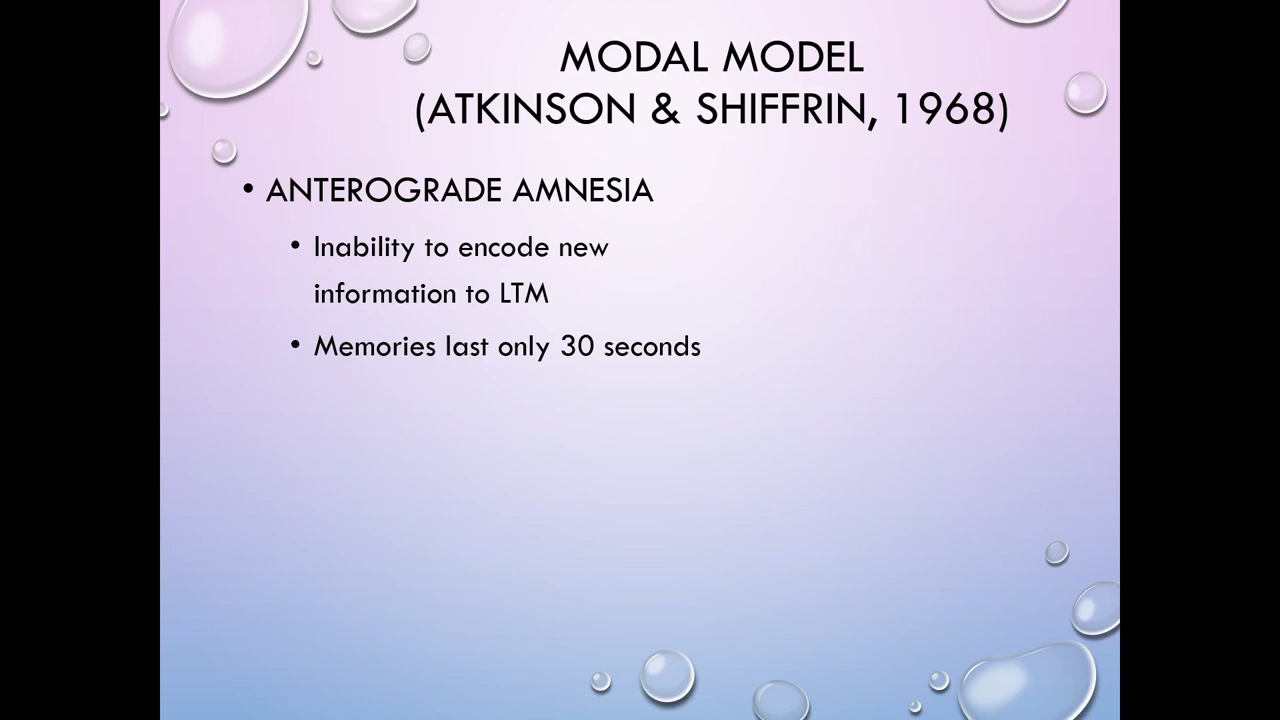 MODAL MODEL
(ATKINSON & SHIFFRIN, 1968)
• ANTEROGRADE AMNESIA
• Inability to encode new
information to LTM
• Memories last only 30 seconds